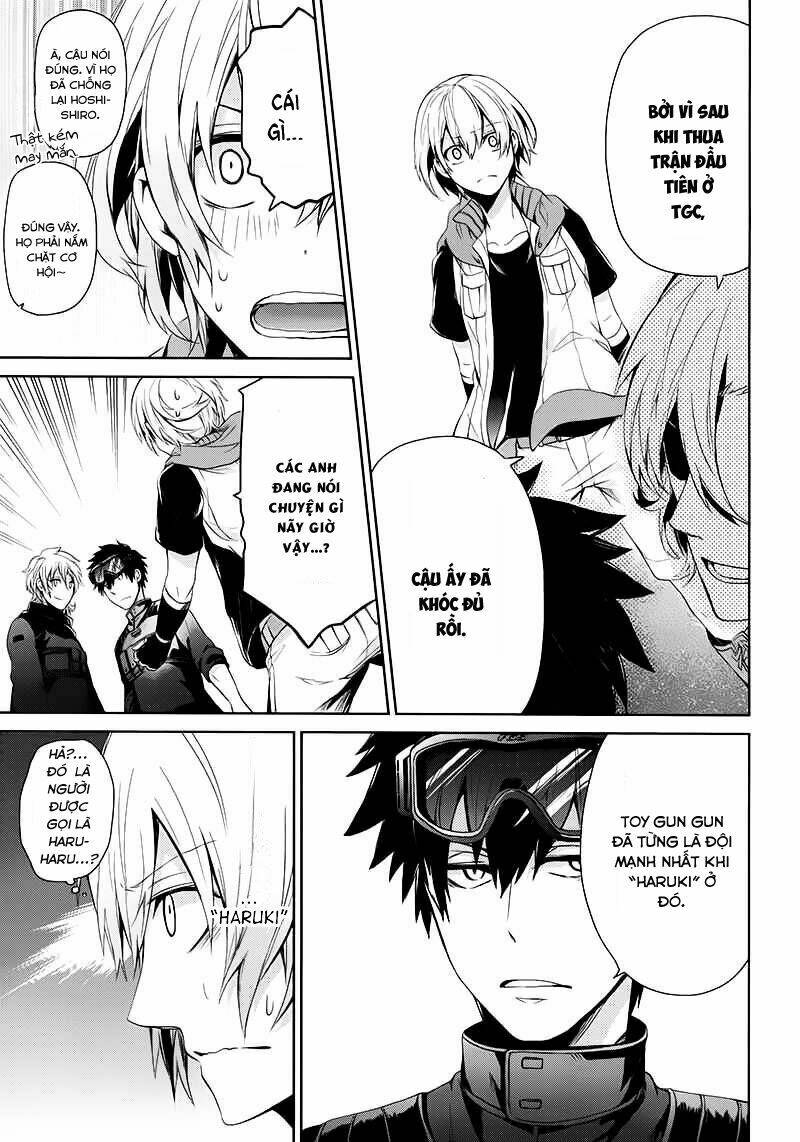 BỞI VÌ SAU
KHI THUA
TRẬN ĐẦU
TIÊN Ở
TGC,
CẬU ẤY ĐÃ
KHÓC ĐỦ
RỒI.
CÁI
GÌ...
À, CẬU NÓI
ĐÚNG. VÌ HỌ
ĐÃ CHỐNG
LẠI HOSHI-
SHIRO.
Thật kém
may mắn.
ĐÚNG VẬY.
HỌ PHẢI NẮM
CHẶT CƠ
HỘI~
CÁC ANH
ĐANG NÓI
CHUYỆN GÌ
NÃY GIỜ
VẬY...?
TOY GUN GUN
ĐÃ TỪNG LÀ ĐỘI
MẠNH NHẤT KHI
"HARUKI" Ở
ĐÓ.
...
"HARUKI"
HẢ?...
ĐÓ LÀ
NGƯỜI
ĐƯỢC
GỌI LÀ
HARU-
HARU...?